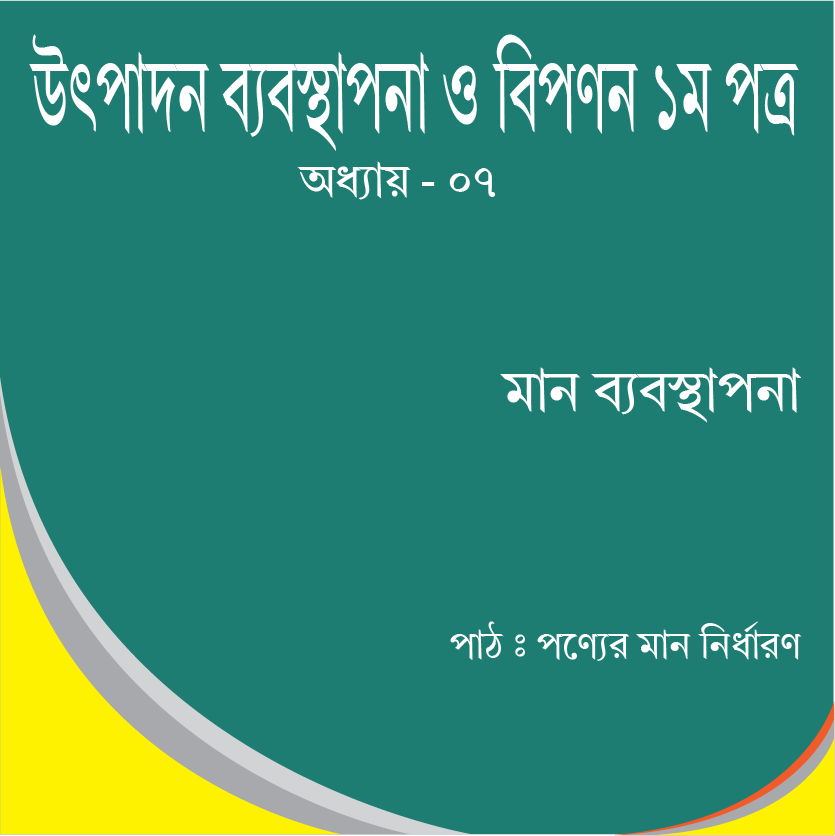 উৎপাদন ব্যবস্থাপনা ও বিপণন ১ম পত্র
অধ্যায় - ০৭
মান ব্যবস্থাপনা
পাঠ ঃ পণ্যের মান নির্ধারণ